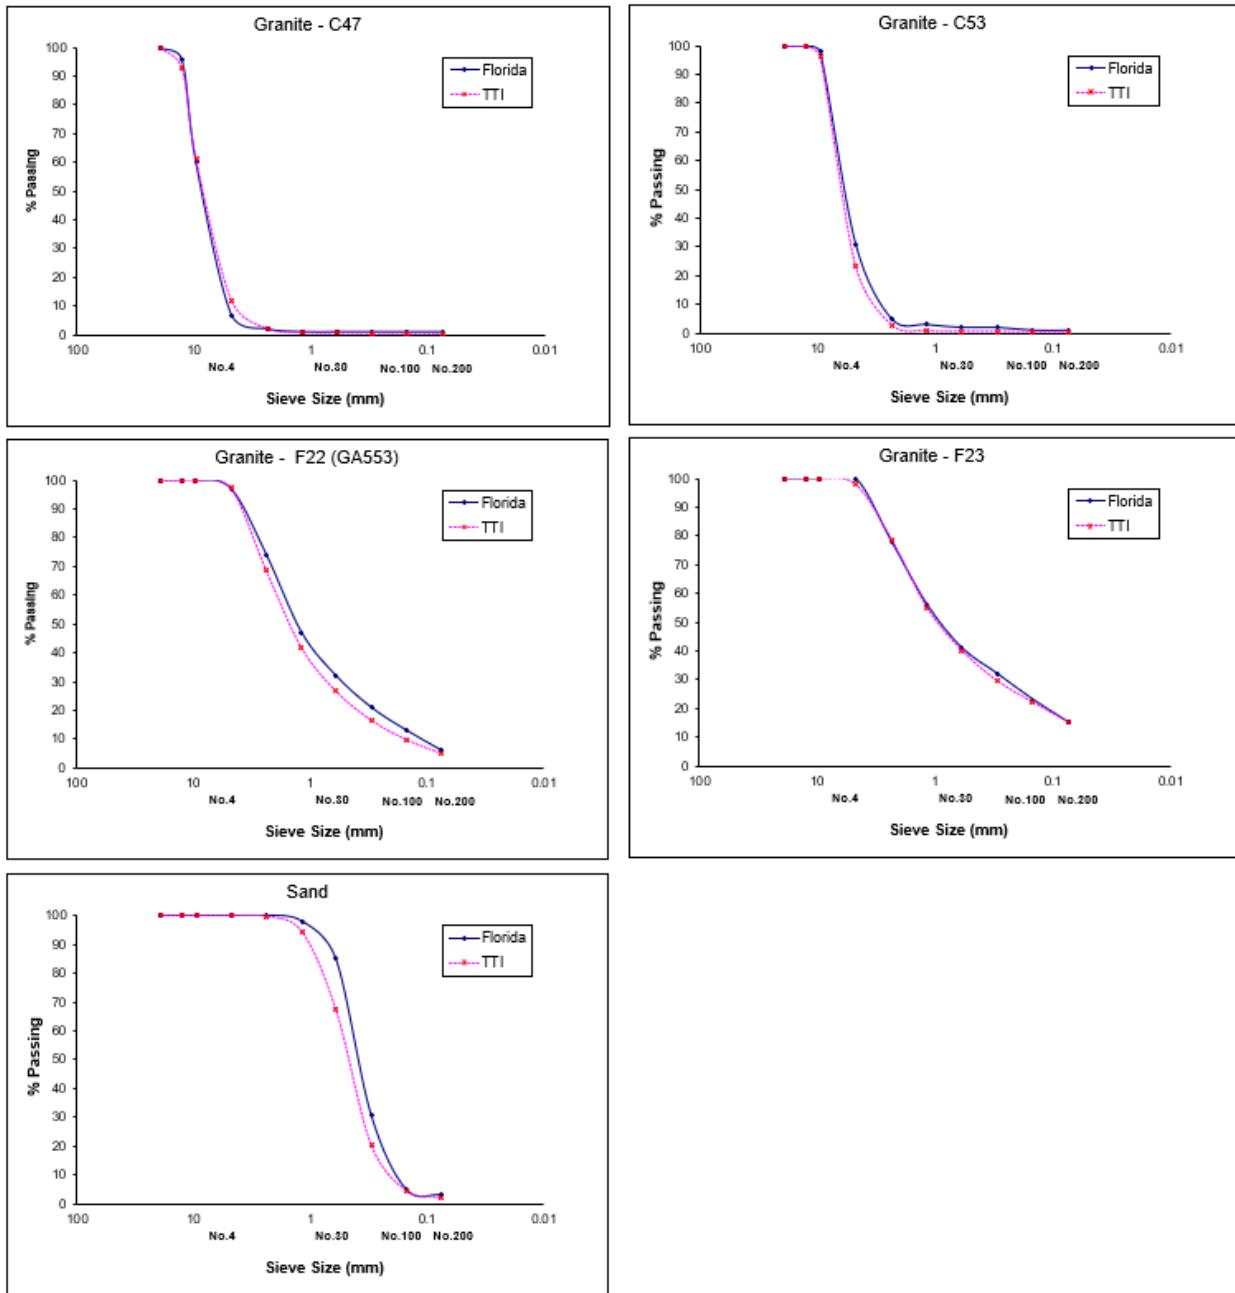 Granite - C47
Florida
TTI
100
90
80
70
60
50
40
30
20
10
0
% Passing
100 10 1 0.1 0.01
No.4 No.30 No.100 No.200
Sieve Size (mm)
Granite - C53
Florida
TTI
100
90
80
70
60
50
40
30
20
10
0
% Passing
100 10 1 0.1 0.01
No.4 No.30 No.100 No.200
Sieve Size (mm)
Granite - F22 (GA553)
Florida
TTI
100
90
80
70
60
50
40
30
20
10
0
% Passing
100 10 1 0.1 0.01
No.4 No.30 No.100 No.200
Sieve Size (mm)
Granite - F23
Florida
TTI
100
90
80
70
60
50
40
30
20
10
0
% Passing
100 10 1 0.1 0.01
No.4 No.30 No.100 No.200
Sieve Size (mm)
Sand
Florida
TTI
100
90
80
70
60
50
40
30
20
10
0
% Passing
100 10 1 0.1 0.01
No.4 No.30 No.100 No.200
Sieve Size (mm)